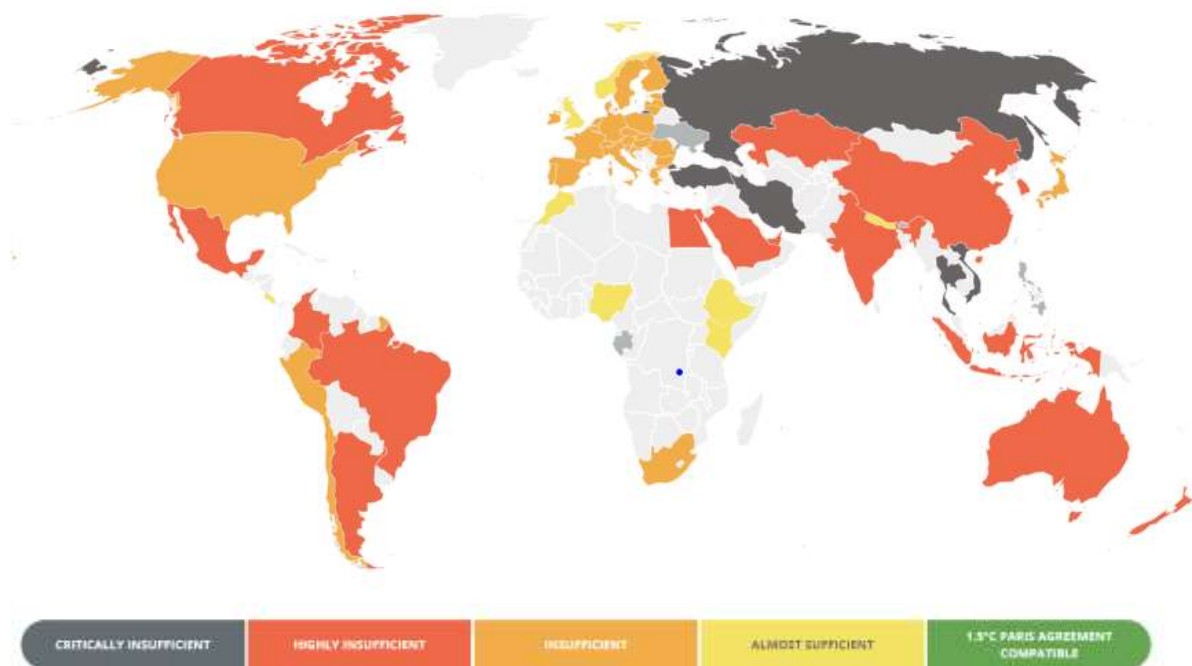 CRITICALLY INSUFFICIENT
HIGHLY INSUFFICIENT
INSUFFICIENT
ALMOST SUFFICIENT
1.5°C PARIS AGREEMENT
COMPATIBLE